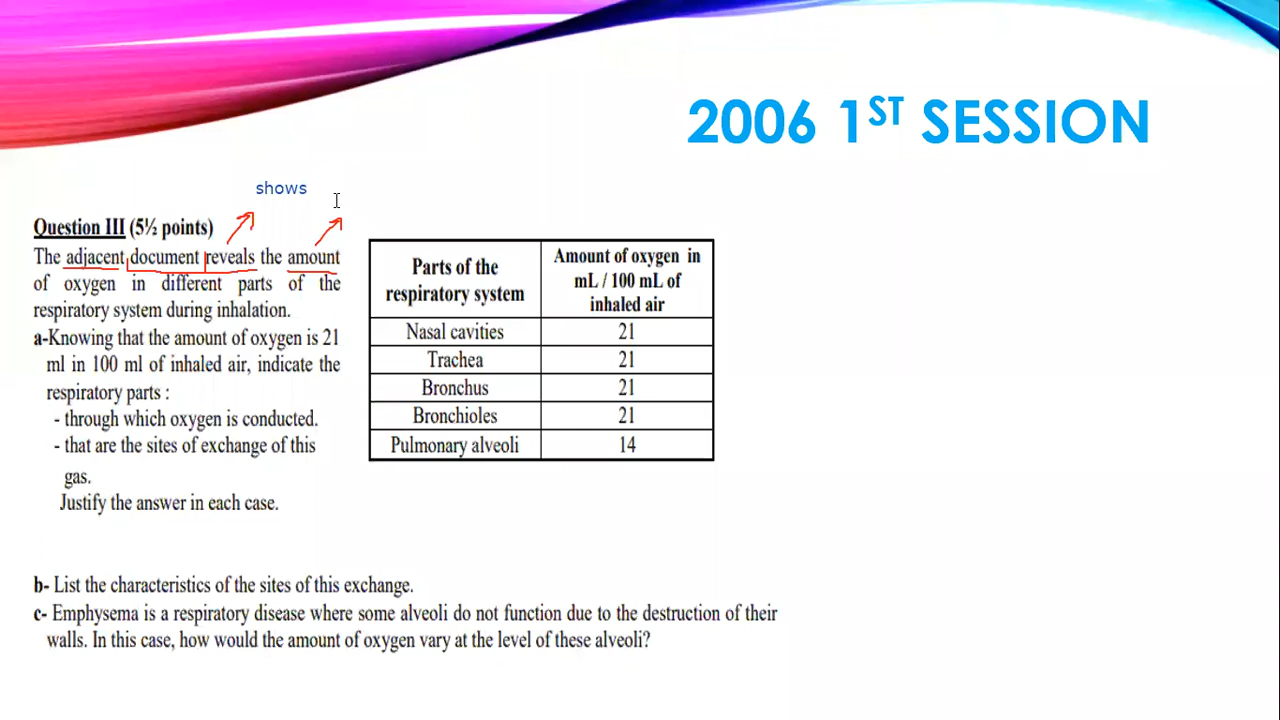 2006 1ST SESSION
shows
Question III (5½ points)
The adjacent document reveals the amount
of oxygen in different parts of the
respiratory system during inhalation.
a-Knowing that the amount of oxygen is 21
ml in 100 ml of inhaled air, indicate the
respiratory parts :
- through which oxygen is conducted.
- that are the sites of exchange of this
gas.
Justify the answer in each case.
Parts of the
respiratory system
Amount of oxygen in
mL / 100 mL of
inhaled air
Nasal cavities 21
Trachea 21
Bronchus 21
Bronchioles 21
Pulmonary alveoli 14
b- List the characteristics of the sites of this exchange.
c- Emphysema is a respiratory disease where some alveoli do not function due to the destruction of their
walls. In this case, how would the amount of oxygen vary at the level of these alveoli?